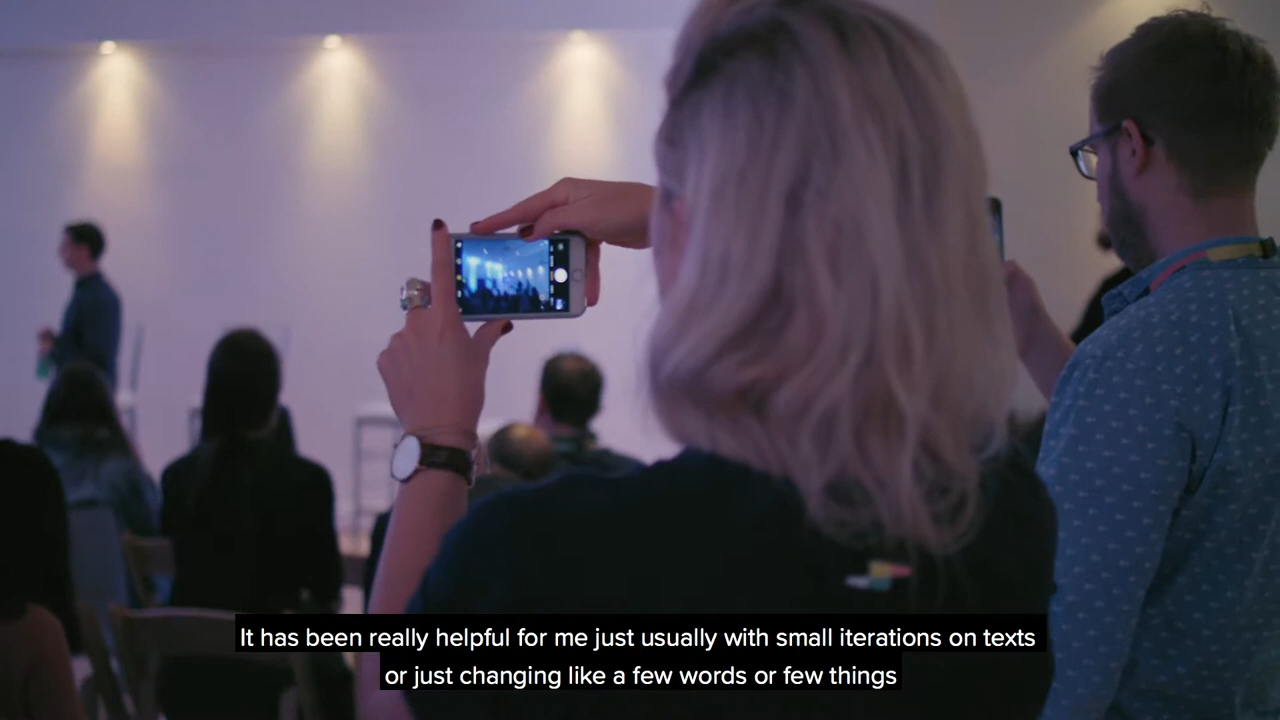 It has been really helpful for me just usually with small iterations on texts
or just changing like a few words or few things